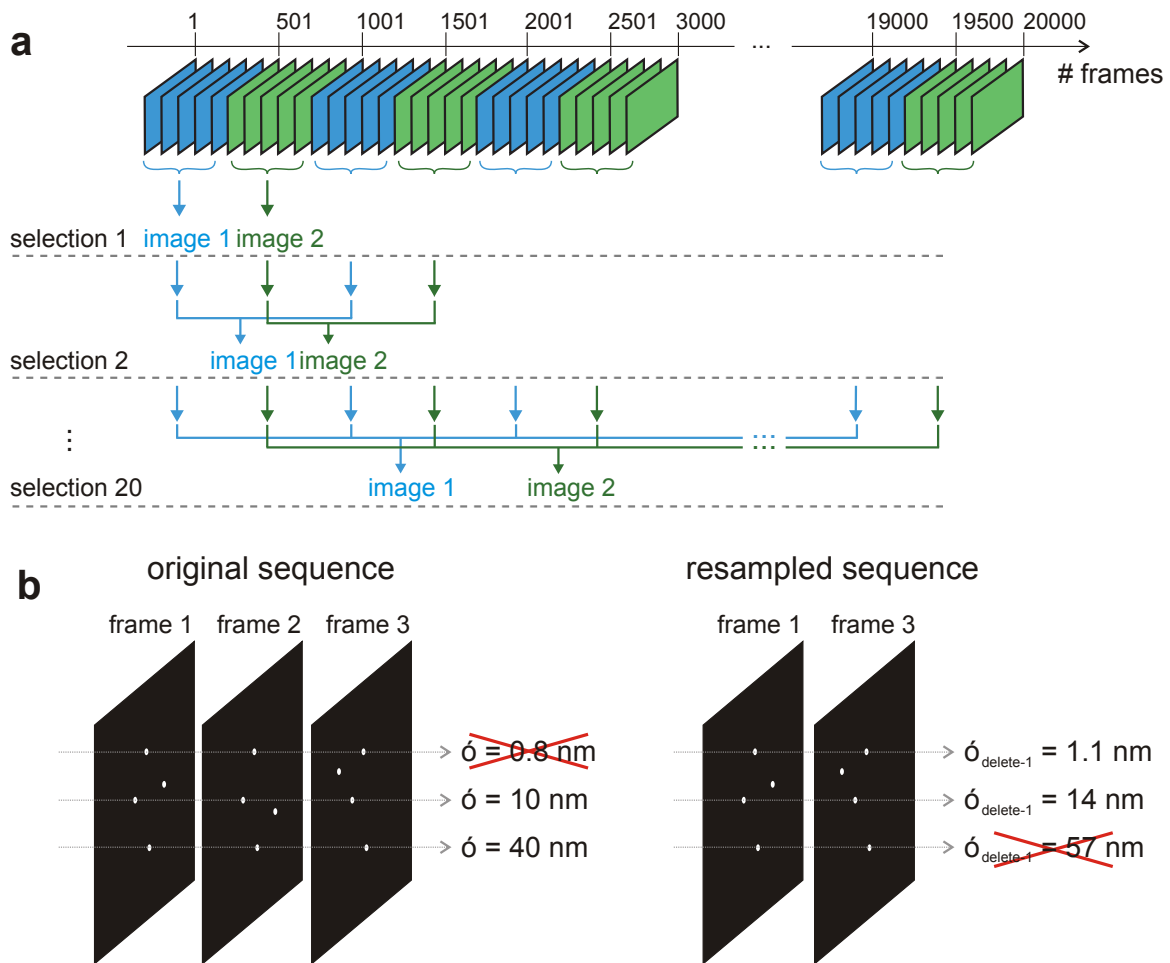 a
1 501 1001 1501 2001 2501 3000 ... 19000 19500 20000
# frames
selection 1 image 1 image 2
selection 2 image 1 image 2
selection 20 image 1 image 2
b
original sequence
frame 1 frame 2 frame 3
ó = 0.8 nm
ó = 10 nm
ó = 40 nm
resampled sequence
frame 1 frame 3
ó delete-1 = 1.1 nm
ó delete-1 = 14 nm
ó delete-1 = 57 nm